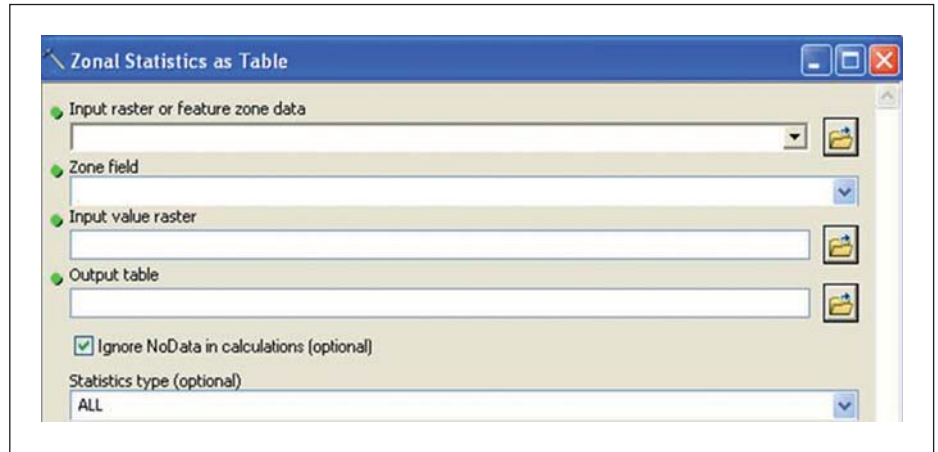 Zonal Statistics as Table
Input raster or feature zone data
Zone field
Input value raster
Output table
Ignore NoData in calculations (optional)
Statistics type (optional)
ALL